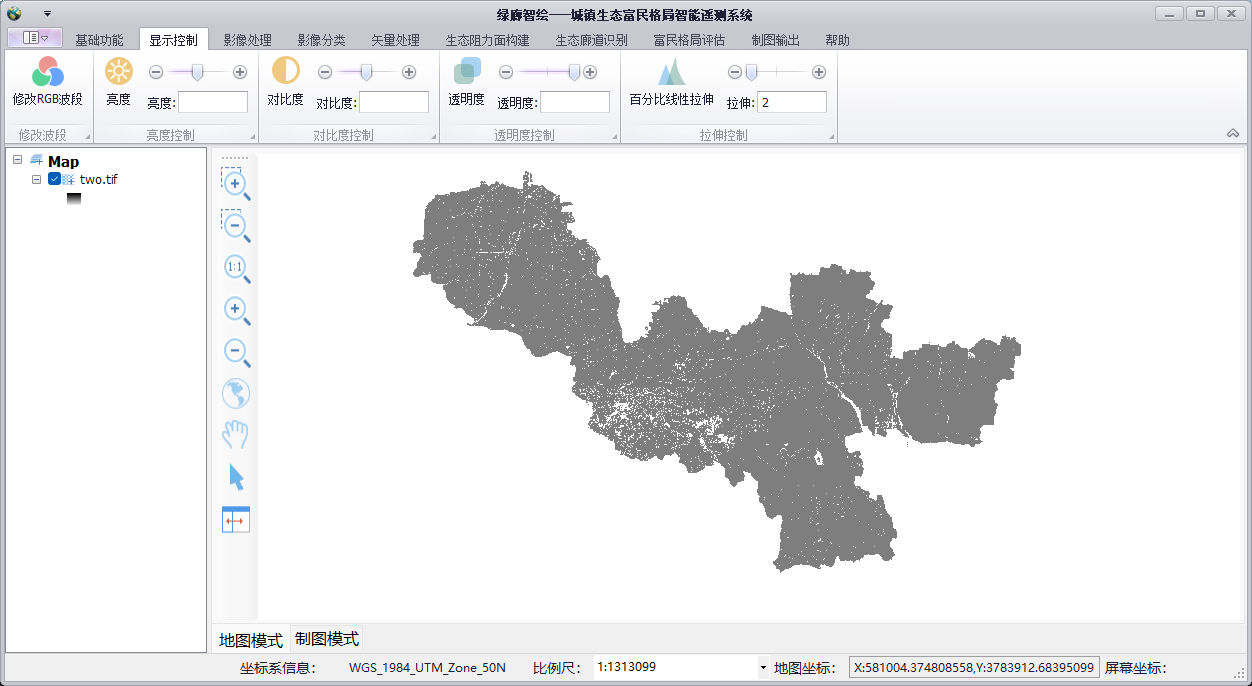 绿廊智绘——城镇生态富民格局智能遥测系统
基础功能 显示控制 影像处理 影像分类 矢量处理 生态阻力面构建 生态廊道识别 富民格局评估 制图输出 帮助
修改RGB波段 亮度 亮度: 对比度 对比度: 透明度 透明度: 百分比线性拉伸 拉伸: 2
修改波段 亮度控制 对比度控制 透明度控制 拉伸控制
Map
two.tif
1:1
地图模式 制图模式
坐标系信息: WGS_1984_UTM_Zone_50N 比例尺: 1:1313099 地图坐标: X:581004.374808558,Y:3783912.68395099 屏幕坐标: